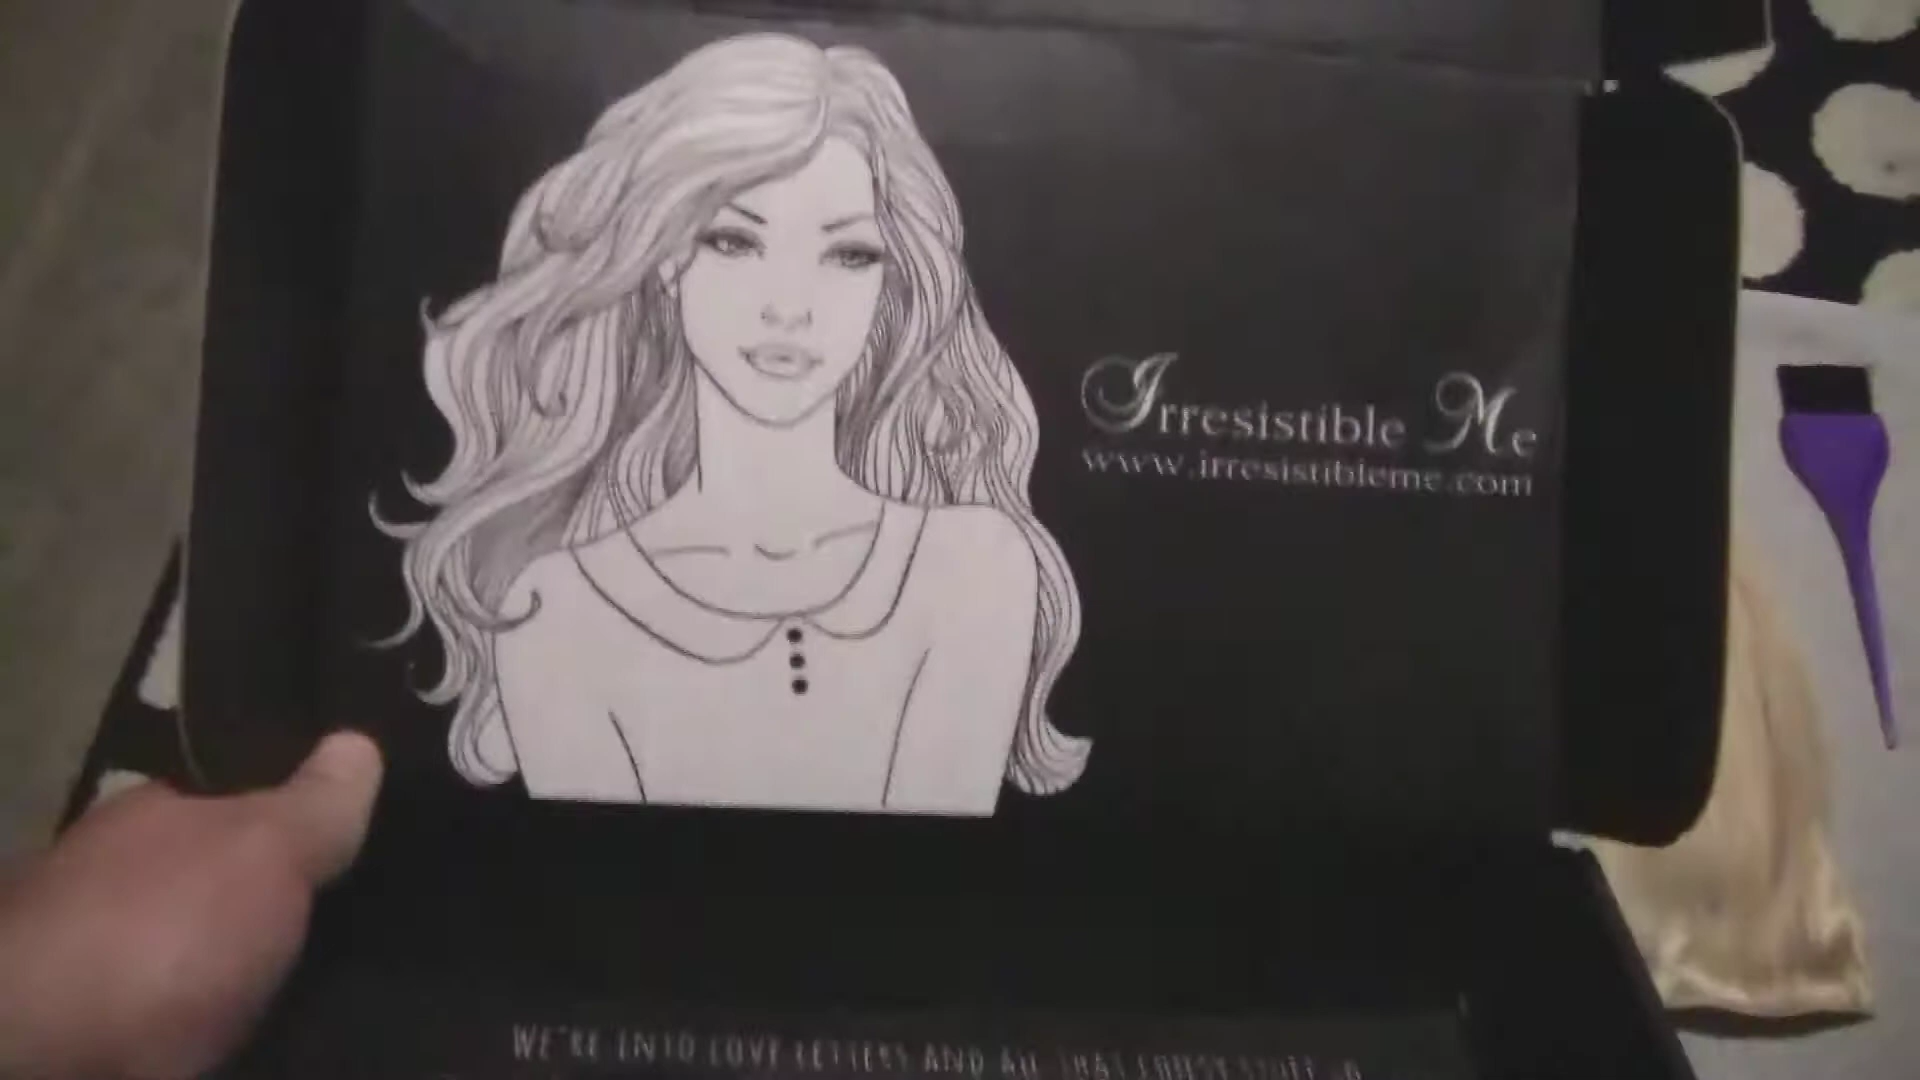 Irresistible Me
www.irresistibleme.com
WE'RE INTO LOVE LETTERS AND ALL THAT